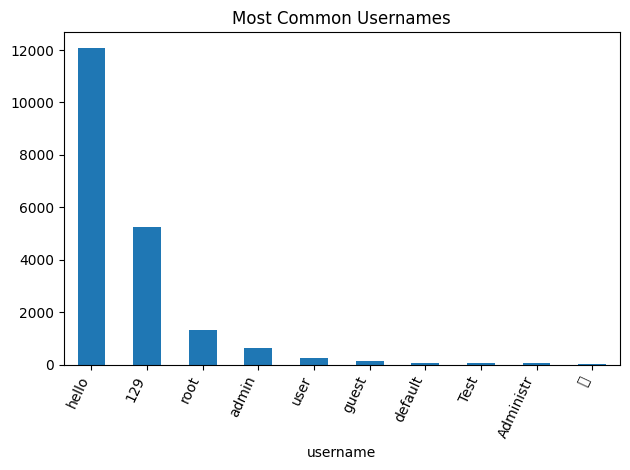 Most Common Usernames
12000
10000
8000
6000
4000
2000
0
hello
129
root
admin
user
guest
default
Test
Administr
username